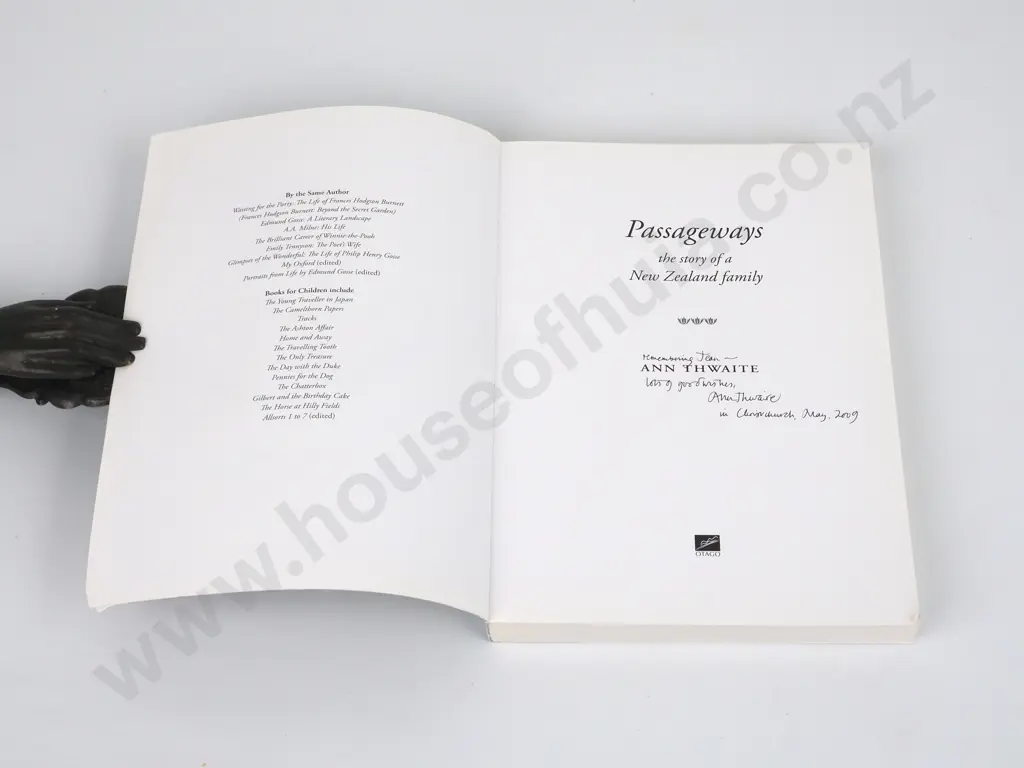 By the Same Author
Waiting for the Party: The Life of Frances Hodgson Burnett
(Frances Hodgson Burnett: Beyond the Secret Garden)
Edmund Gosse: A Literary Landscape
A.A. Milne: His Life
The Brilliant Career of Winnie-the-Pooh
Emily Tennyson: The Poet's Wife
Glimpses of the Wonderful: The Life of Philip Henry Gosse
My Oxford (edited)
Portraits from Life by Edmund Gosse (edited)
Books for Children include
The Young Traveller in Japan
The Camelthorn Papers
Tracks
The Ashton Affair
Home and Away
The Travelling Tooth
The Only Treasure
The Day with the Duke
Pennies for the Dog
The Chatterbox
Gilbert and the Birthday Cake
The Horse at Hilly Fields
Allsorts 1 to 7 (edited)
Passageways
the story of a
New Zealand family
remembering Jean —
ANN THWAITE
lots of good wishes,
Ann Thwaite
in Christchurch, May, 2009
OTAGO
www.houseofhuis.co.nz